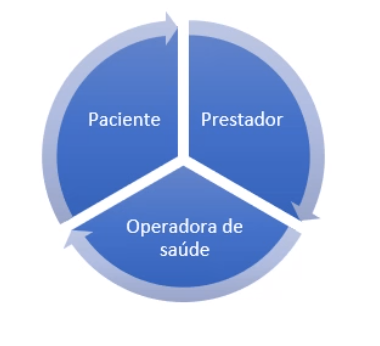 Paciente
Prestador
Operadora de
saúde